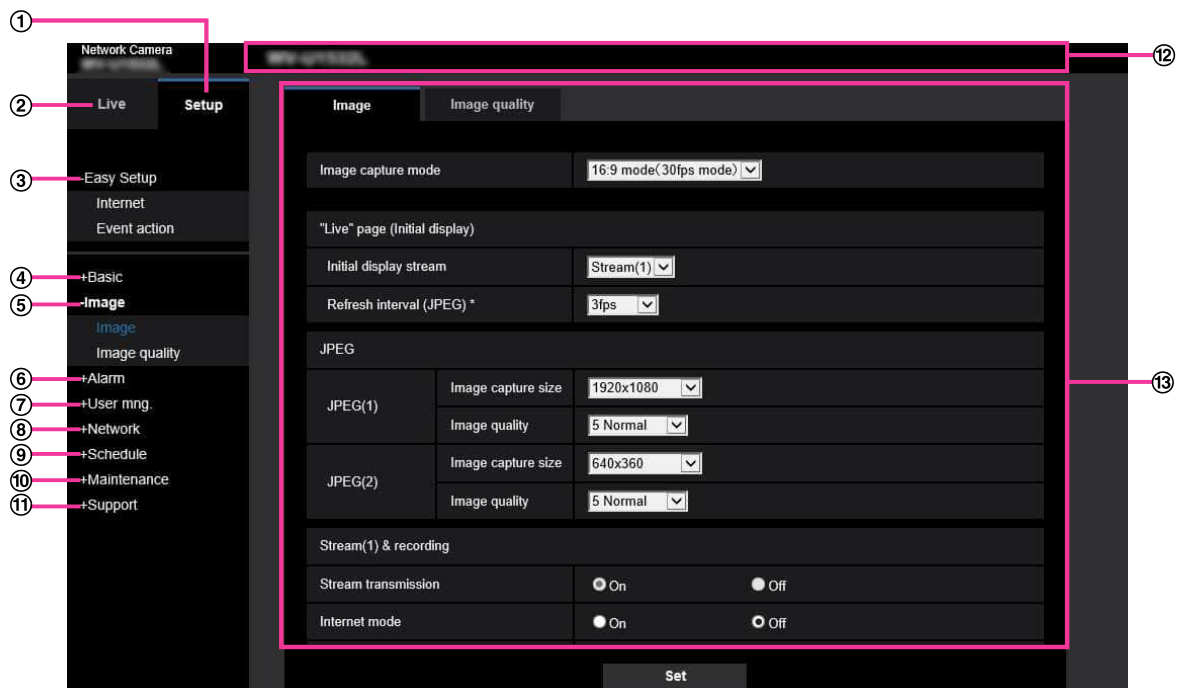 ①
Network Camera
⑫
② Live Setup
Image Image quality
Image capture mode 16:9 mode(30fps mode)
③ -Easy Setup
Internet
Event action
"Live" page (Initial display)
Initial display stream Stream(1)
Refresh interval (JPEG) * 3fps
④ +Basic
⑤ -Image
Image
Image quality
⑥ +Alarm
⑦ +User mng.
⑧ +Network
⑨ +Schedule
⑩ +Maintenance
⑪ +Support
JPEG
JPEG(1) Image capture size 1920x1080
Image quality 5 Normal
⑬
JPEG(2) Image capture size 640x360
Image quality 5 Normal
Stream(1) & recording
Stream transmission On Off
Internet mode On Off
Set